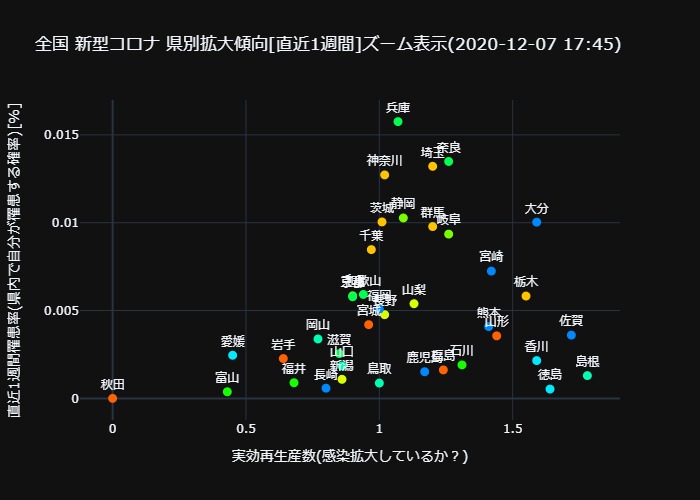 全国 新型コロナ 県別拡大傾向[直近1週間]ズーム表示(2020-12-07 17:45)
兵庫
0.015
奈良
埼玉
神奈川
静岡
茨城
群馬
大分
岐阜
0.01
千葉
宮崎
栃木
山梨
福岡
長野
0.005
宮城
熊本
山形
佐賀
岡山
滋賀
愛媛
岩手
山口
石川
香川
鹿児島
新潟
鳥取
島根
富山
福井
長崎
徳島
秋田
0
0
0.5
1
1.5
直近1週間罹患率(県内で自分が罹患する確率)[%]
実効再生産数(感染拡大しているか？)